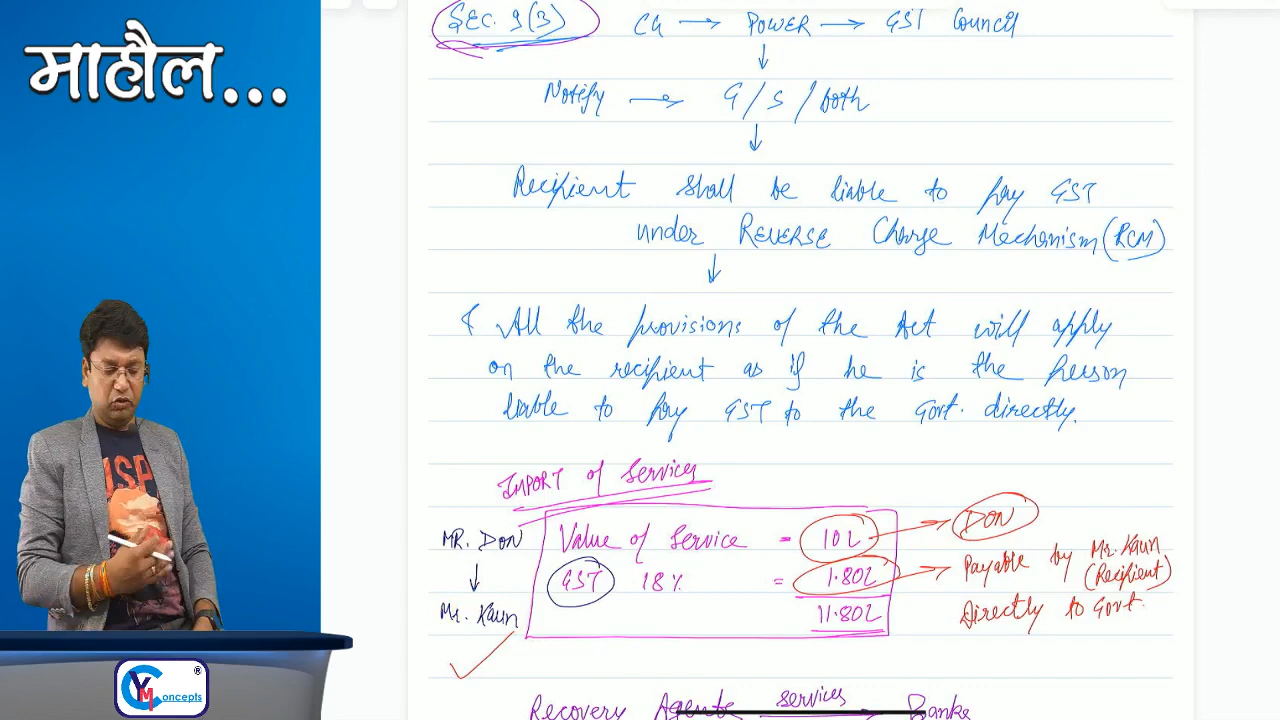 माहौल...
SEC. 9(3) CG → POWER → GST Council
↓
Notify → G/S/both
↓
Recipient shall be liable to pay GST
under REVERSE Charge Mechanism (RCM)
↓
& All the provisions of the Act will apply
on the recipient as if he is the person
liable to pay GST to the Govt. directly.
IMPORT of Services
MR. DON
↓
Mr. Kaun
Value of Service = 10L → DON
GST 18% = 1.80L → Payable by Mr. Kaun
(Recipient)
Directly to Govt.
11.80L
Recovery Agents services → Banks
CYM Concepts ®